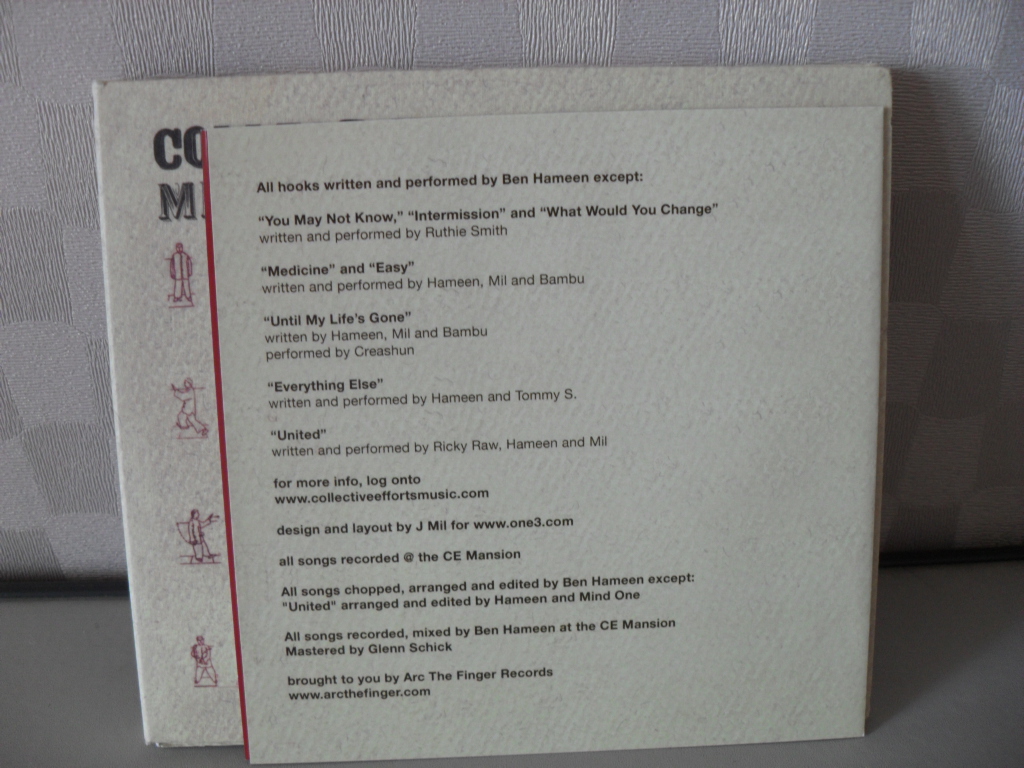 CO
M
All hooks written and performed by Ben Hameen except:
“You May Not Know,” “Intermission” and “What Would You Change”
written and performed by Ruthie Smith
“Medicine” and “Easy”
written and performed by Hameen, Mil and Bambu
“Until My Life’s Gone”
written by Hameen, Mil and Bambu
performed by Creashun
“Everything Else”
written and performed by Hameen and Tommy S.
“United”
written and performed by Ricky Raw, Hameen and Mil
for more info, log onto
www.collectiveeffortsmusic.com
design and layout by J Mil for www.one3.com
all songs recorded @ the CE Mansion
All songs chopped, arranged and edited by Ben Hameen except:
"United" arranged and edited by Hameen and Mind One
All songs recorded, mixed by Ben Hameen at the CE Mansion
Mastered by Glenn Schick
brought to you by Arc The Finger Records
www.arcthefinger.com